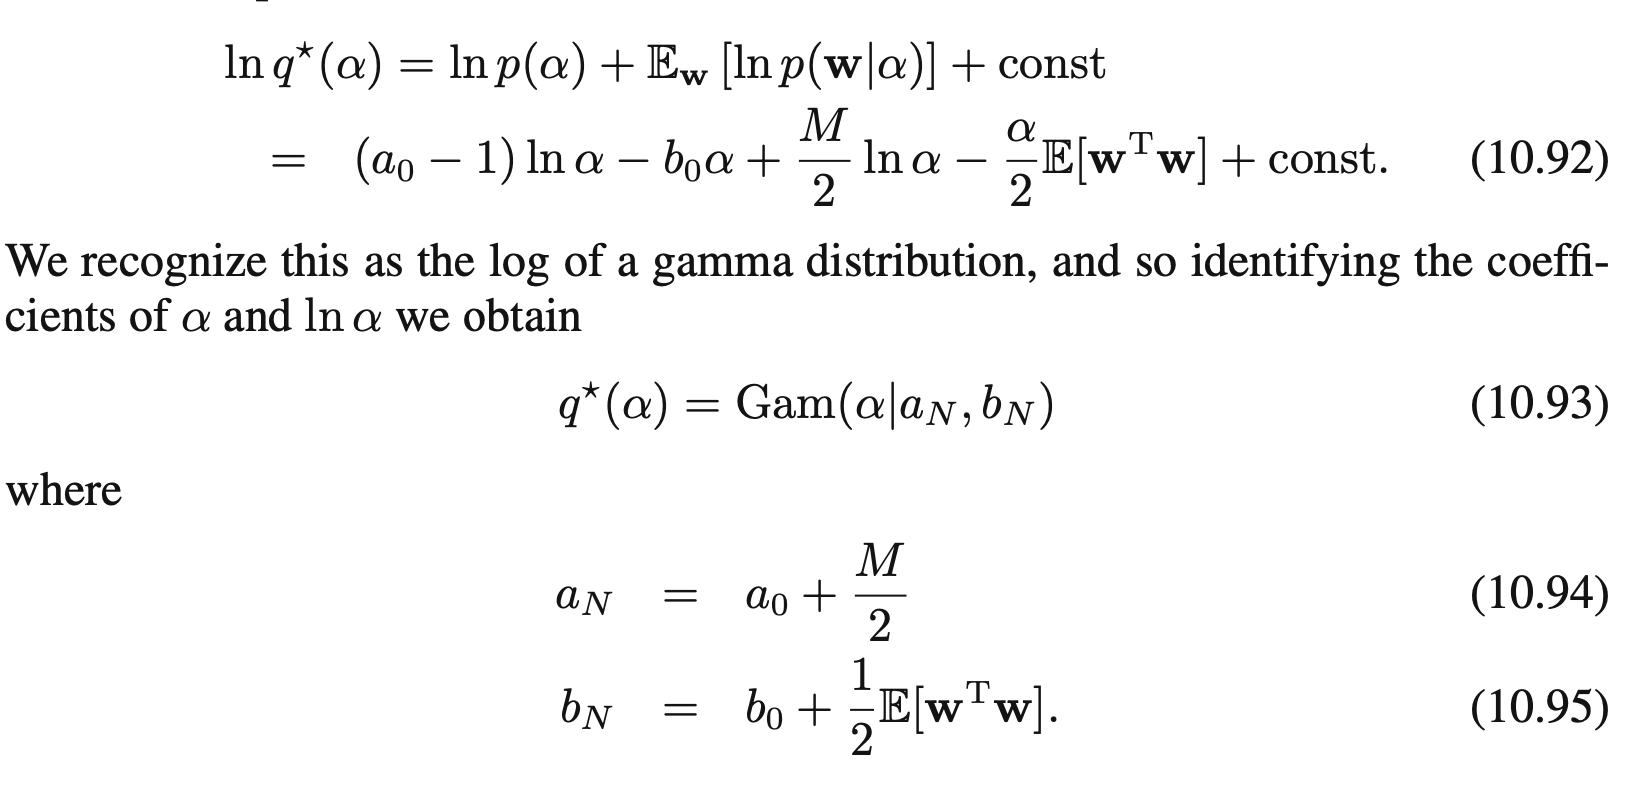 ln q⋆(α) = ln p(α) + 𝔼_𝐰 [ln p(𝐰|α)] + const
= (a₀ − 1) ln α − b₀α + M/2 ln α − α/2 𝔼[𝐰ᵀ𝐰] + const. (10.92)
We recognize this as the log of a gamma distribution, and so identifying the coeffi-
cients of α and ln α we obtain
q⋆(α) = Gam(α|a_N, b_N) (10.93)
where
a_N = a₀ + M/2 (10.94)
b_N = b₀ + 1/2 𝔼[𝐰ᵀ𝐰]. (10.95)